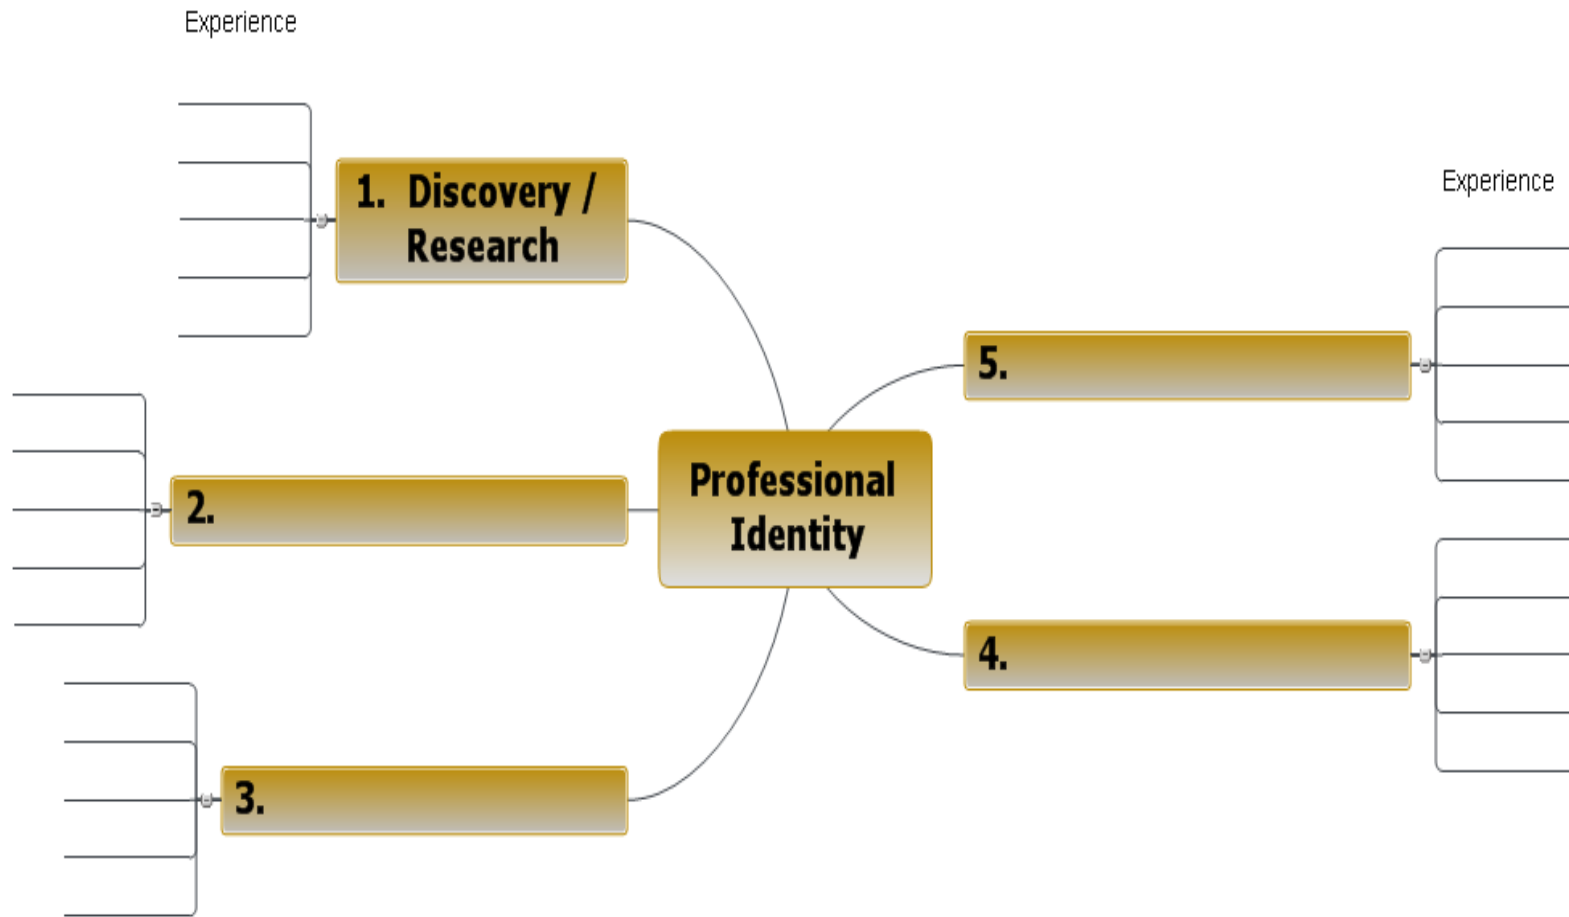 Experience
1. Discovery /
Research
Experience
5.
2.
Professional
Identity
4.
3.